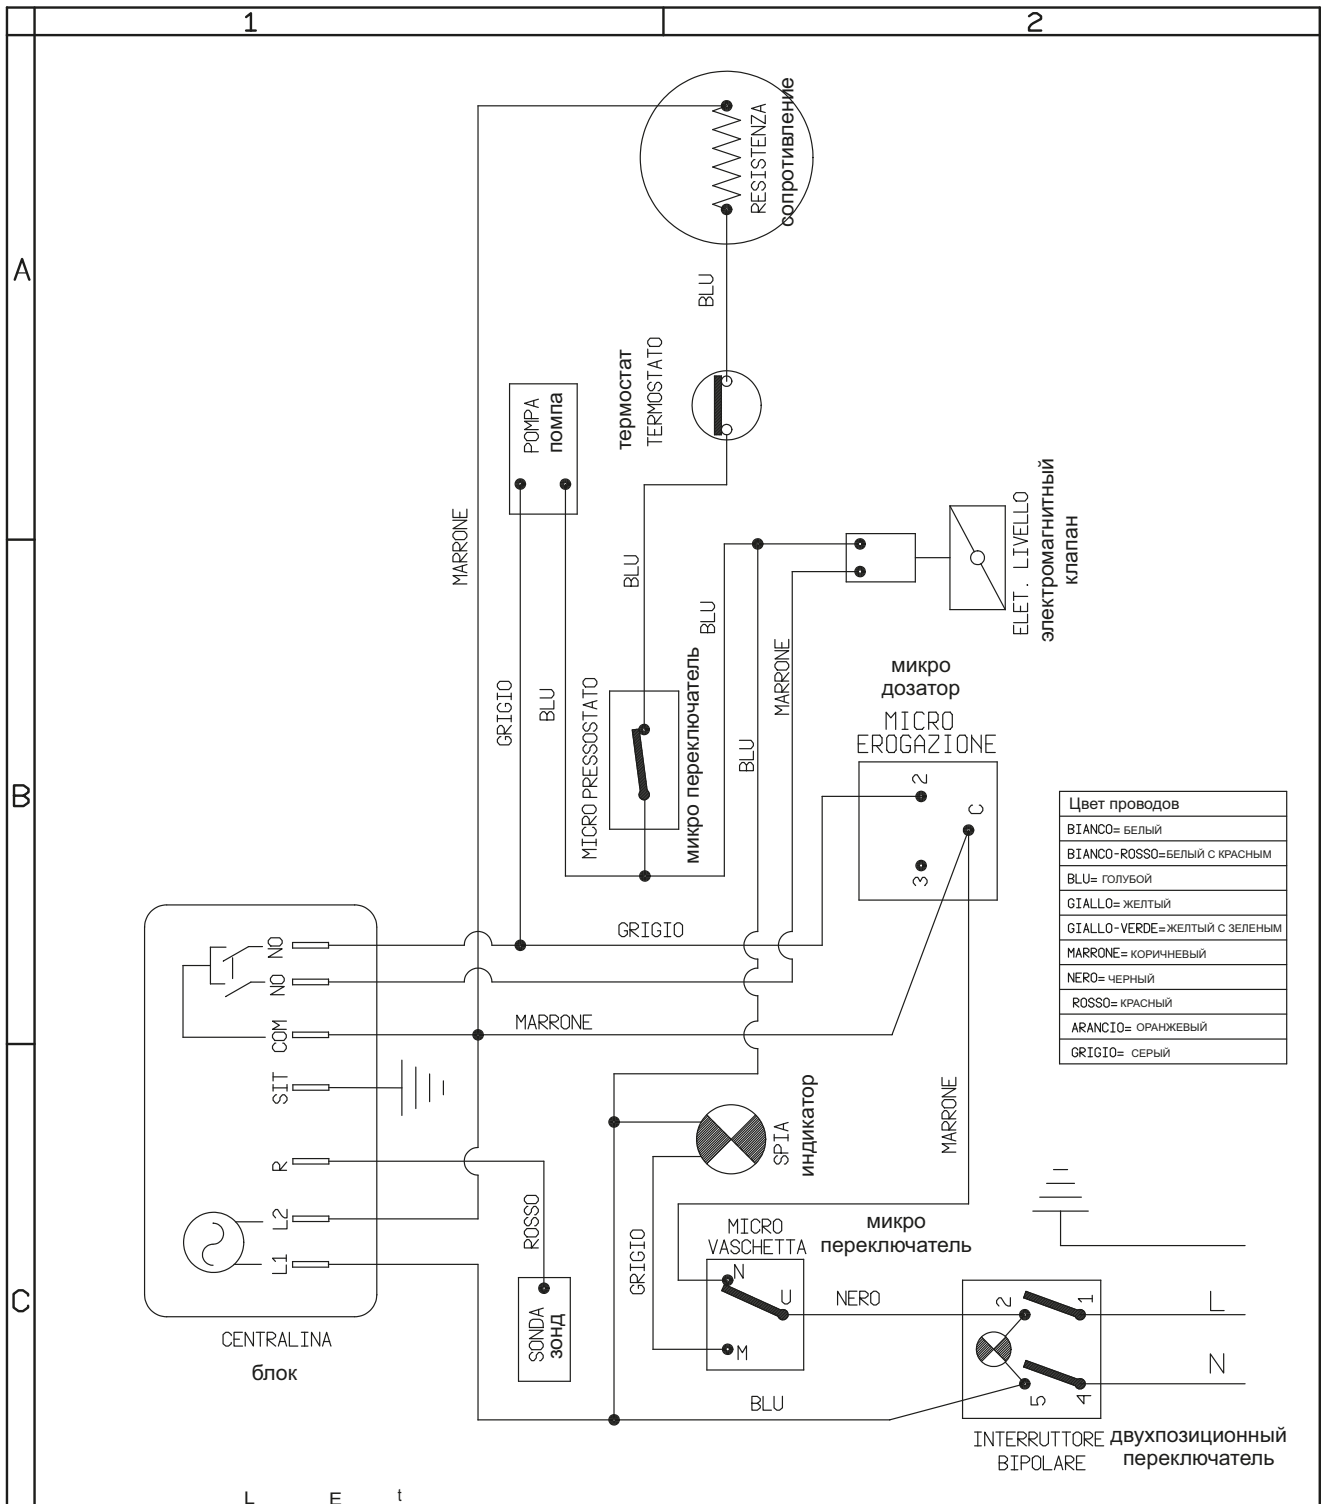 1
2
A
B
C
RESISTENZA
сопротивление
BLU
термостат
TERMOSTATO
POMPA
помпа
MARRONE
BLU
BLU
ELET. LIVELLO
электромагнитный
клапан
GRIGIO
BLU
MICRO PRESSOSTATO
микро переключатель
BLU
MARRONE
микро
дозатор
MICRO
EROGAZIONE
2
C
3
Цвет проводов
BIANCO= БЕЛЫЙ
BIANCO-ROSSO=БЕЛЫЙ С КРАСНЫМ
BLU= ГОЛУБОЙ
GIALLO= ЖЕЛТЫЙ
GIALLO-VERDE=ЖЕЛТЫЙ С ЗЕЛЕНЫМ
MARRONE= КОРИЧНЕВЫЙ
NERO= ЧЕРНЫЙ
ROSSO= КРАСНЫЙ
ARANCIO= ОРАНЖЕВЫЙ
GRIGIO= СЕРЫЙ
GRIGIO
NO
NO
COM
SIT
R
L2
L1
MARRONE
MARRONE
SPIA
индикатор
ROSSO
GRIGIO
SONDA
зонд
MICRO
VASCHETTA
микро
переключатель
N
U
M
NERO
2
1
5
4
L
N
BLU
CENTRALINA
блок
INTERRUTTORE
BIPOLARE
двухпозиционный
переключатель
L E t